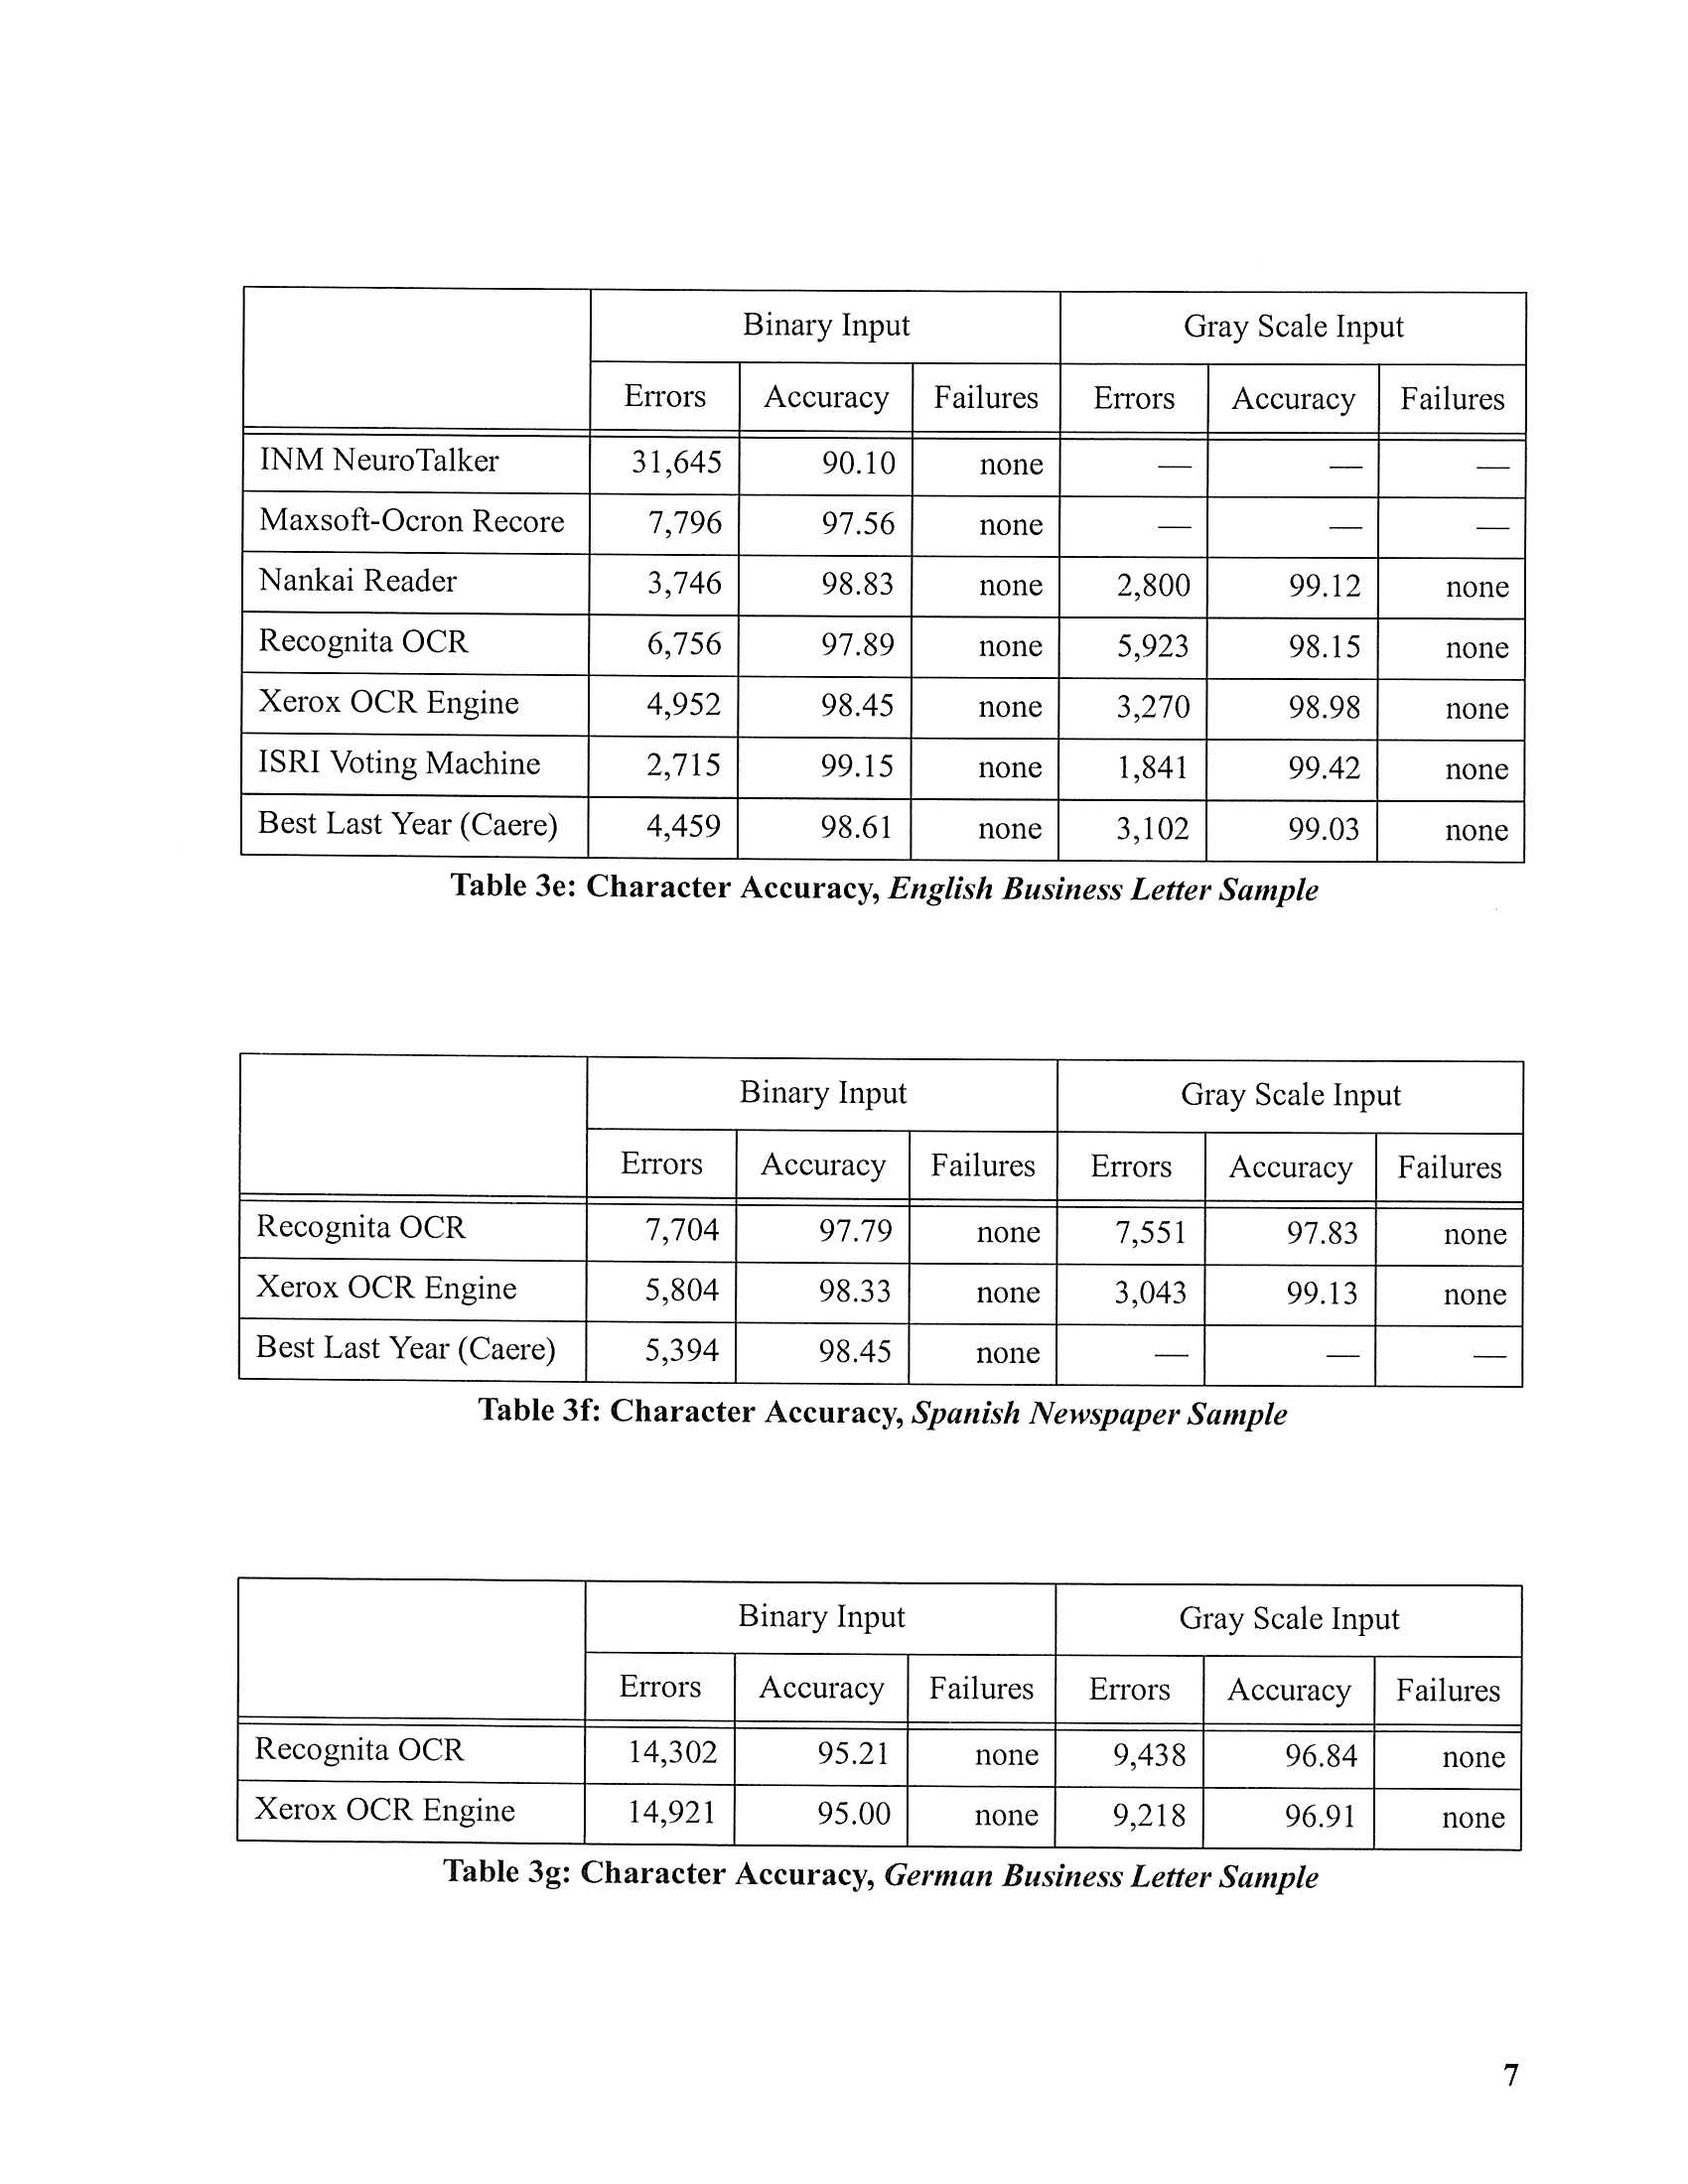 Binary Input Gray Scale Input
Errors Accuracy Failures Errors Accuracy Failures
INM NeuroTalker 31,645 90.10 none — — —
Maxsoft-Ocron Recore 7,796 97.56 none — — —
Nankai Reader 3,746 98.83 none 2,800 99.12 none
Recognita OCR 6,756 97.89 none 5,923 98.15 none
Xerox OCR Engine 4,952 98.45 none 3,270 98.98 none
ISRI Voting Machine 2,715 99.15 none 1,841 99.42 none
Best Last Year (Caere) 4,459 98.61 none 3,102 99.03 none
Table 3e: Character Accuracy, English Business Letter Sample
Binary Input Gray Scale Input
Errors Accuracy Failures Errors Accuracy Failures
Recognita OCR 7,704 97.79 none 7,551 97.83 none
Xerox OCR Engine 5,804 98.33 none 3,043 99.13 none
Best Last Year (Caere) 5,394 98.45 none — — —
Table 3f: Character Accuracy, Spanish Newspaper Sample
Binary Input Gray Scale Input
Errors Accuracy Failures Errors Accuracy Failures
Recognita OCR 14,302 95.21 none 9,438 96.84 none
Xerox OCR Engine 14,921 95.00 none 9,218 96.91 none
Table 3g: Character Accuracy, German Business Letter Sample
7